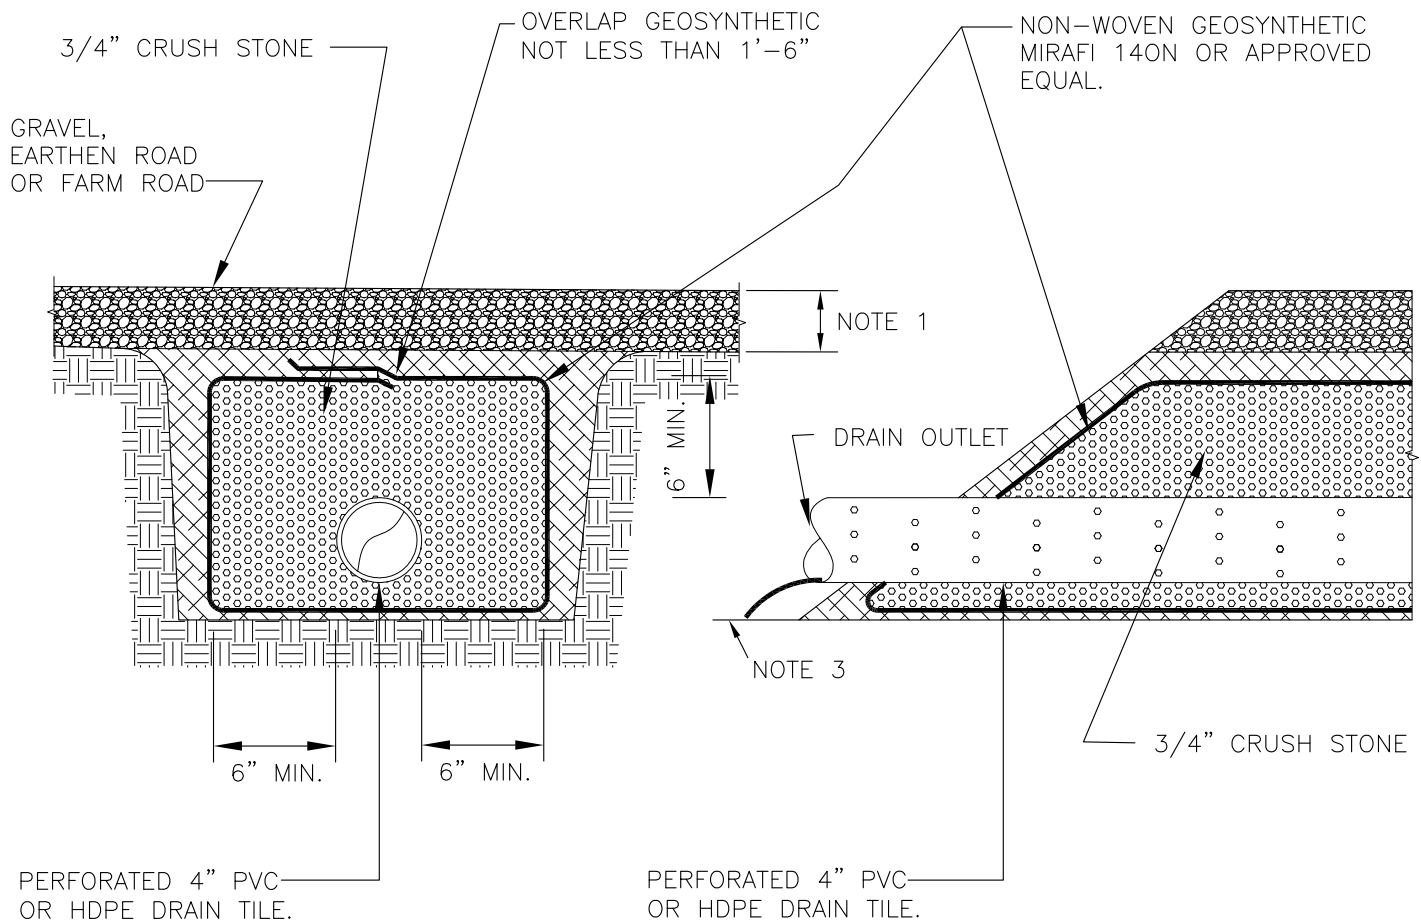 3/4” CRUSH STONE
OVERLAP GEOSYNTHETIC
NOT LESS THAN 1’-6”
NON-WOVEN GEOSYNTHETIC
MIRAFI 140N OR APPROVED
EQUAL.
GRAVEL,
EARTHEN ROAD
OR FARM ROAD
NOTE 1
6” MIN.
DRAIN OUTLET
NOTE 3
3/4” CRUSH STONE
6” MIN.
6” MIN.
PERFORATED 4” PVC
OR HDPE DRAIN TILE.
PERFORATED 4” PVC
OR HDPE DRAIN TILE.